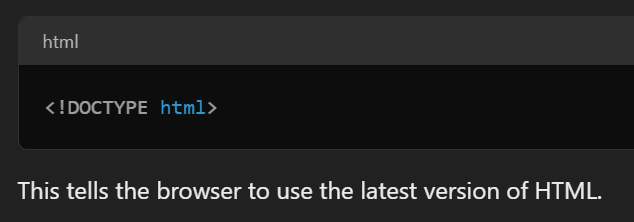 html
<!DOCTYPE html>
This tells the browser to use the latest version of HTML.